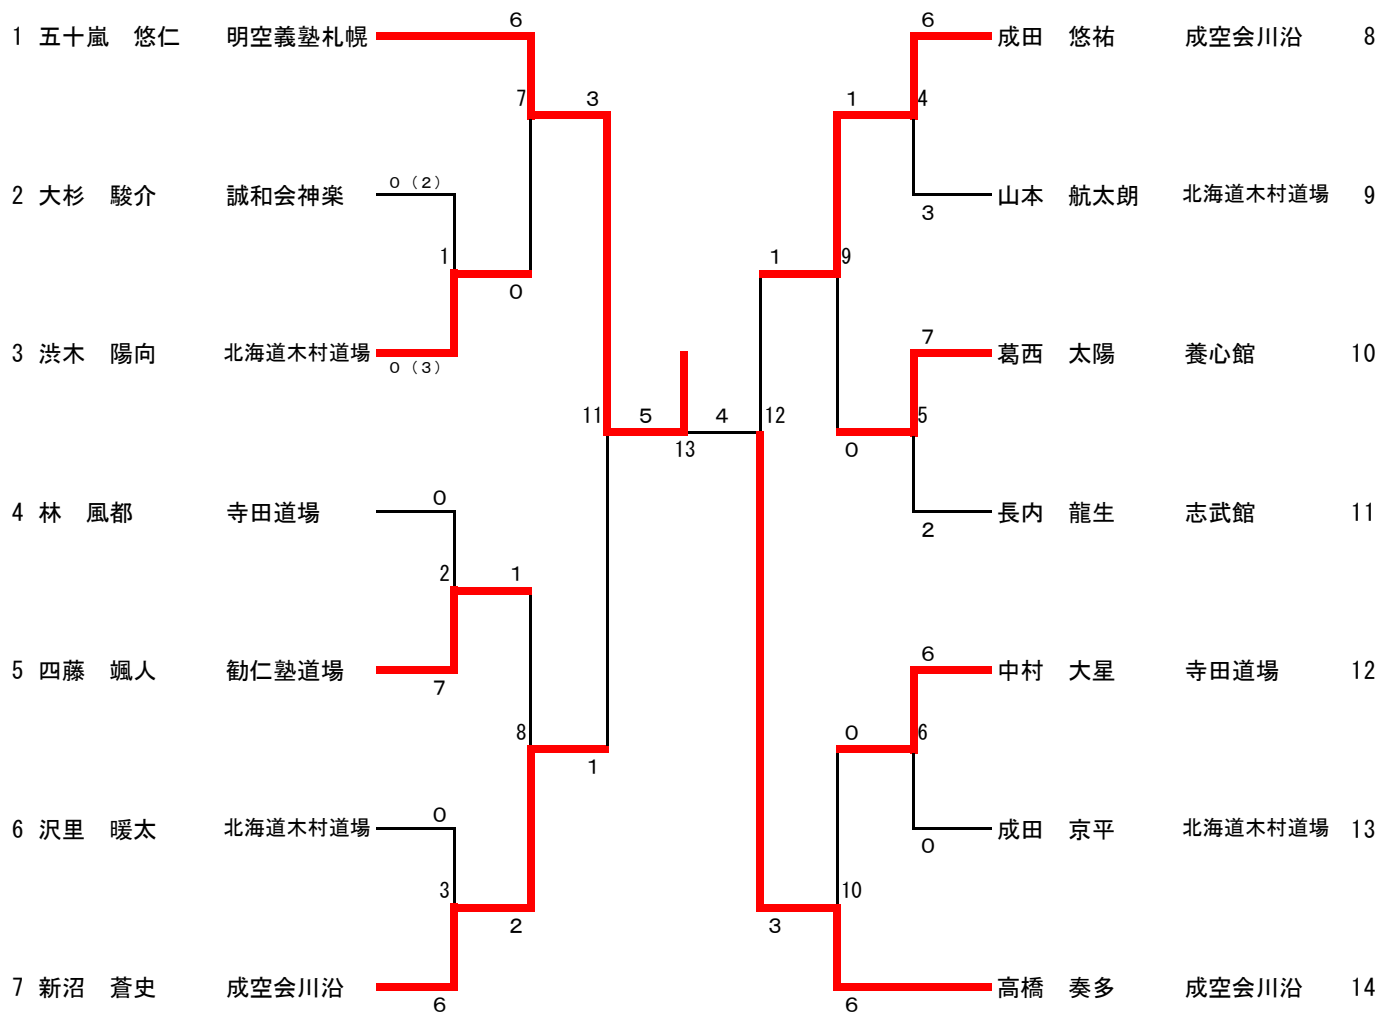 6 6
1 五十嵐　悠仁 明空義塾札幌 成田　悠祐 成空会川沿 8
7 3 1 4
2 大杉　駿介 誠和会神楽 0（2） 3 山本　航太朗 北海道木村道場 9
1 0 1 9
3 渋木　陽向 北海道木村道場 0（3） 7 葛西　太陽 養心館 10
11 5 13 4 12 0 5
4 林　風都 寺田道場 0 2 長内　龍生 志武館 11
2 1
5 四藤　颯人 勧仁塾道場 7 6 中村　大星 寺田道場 12
8 1 0 6
6 沢里　暖太 北海道木村道場 0 0 成田　京平 北海道木村道場 13
3 2 3 10
7 新沼　蒼史 成空会川沿 6 6 高橋　奏多 成空会川沿 14